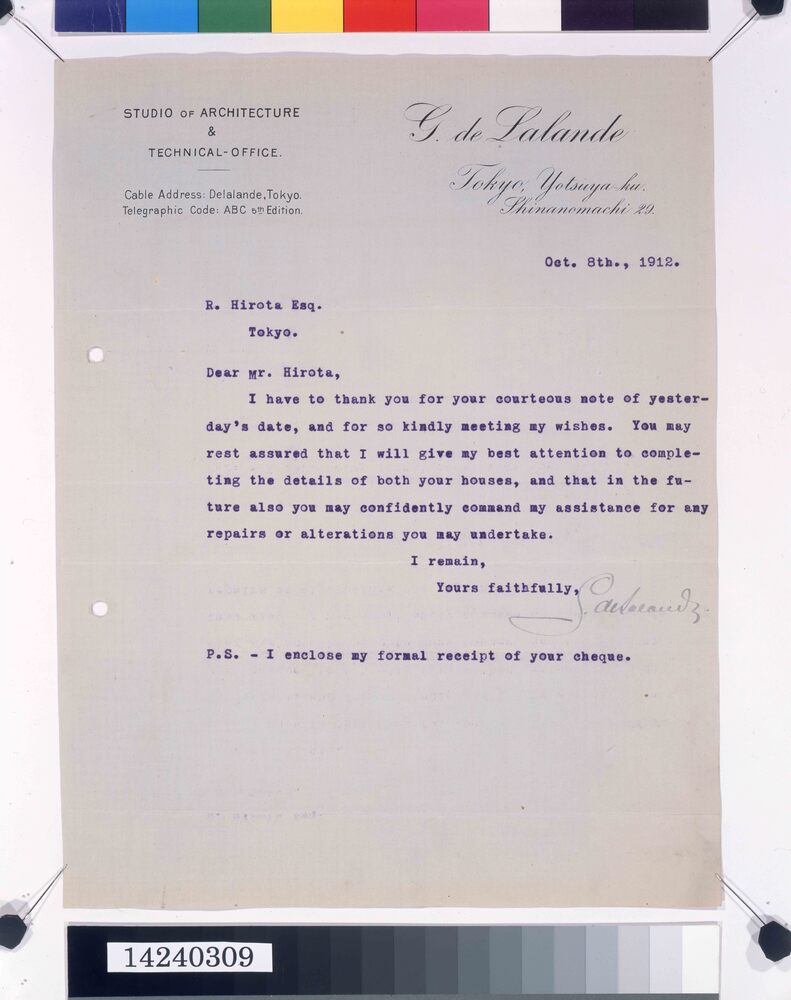 STUDIO OF ARCHITECTURE
&
TECHNICAL-OFFICE.
Cable Address: Delalande, Tokyo.
Telegraphic Code: ABC 5TH Edition.
G. de Lalande
Tokyo, Yotsuya-ku.
Shinanomachi 29.
Oct. 8th., 1912.
R. Hirota Esq.
Tokyo.
Dear Mr. Hirota,
I have to thank you for your courteous note of yester-
day's date, and for so kindly meeting my wishes. You may
rest assured that I will give my best attention to comple-
ting the details of both your houses, and that in the fu-
ture also you may confidently command my assistance for any
repairs or alterations you may undertake.
I remain,
Yours faithfully,
G. de Lalande
P.S. - I enclose my formal receipt of your cheque.
14240309